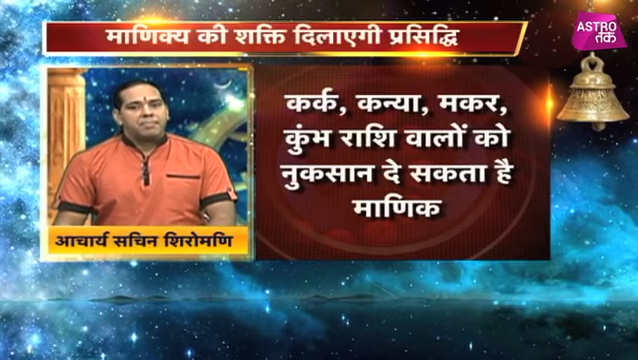 माणिक्य की शक्ति दिलाएगी प्रसिद्धि
ASTRO
तक
कर्क, कन्या, मकर,
कुंभ राशि वालों को
नुकसान दे सकता है
माणिक
आचार्य सचिन शिरोमणि